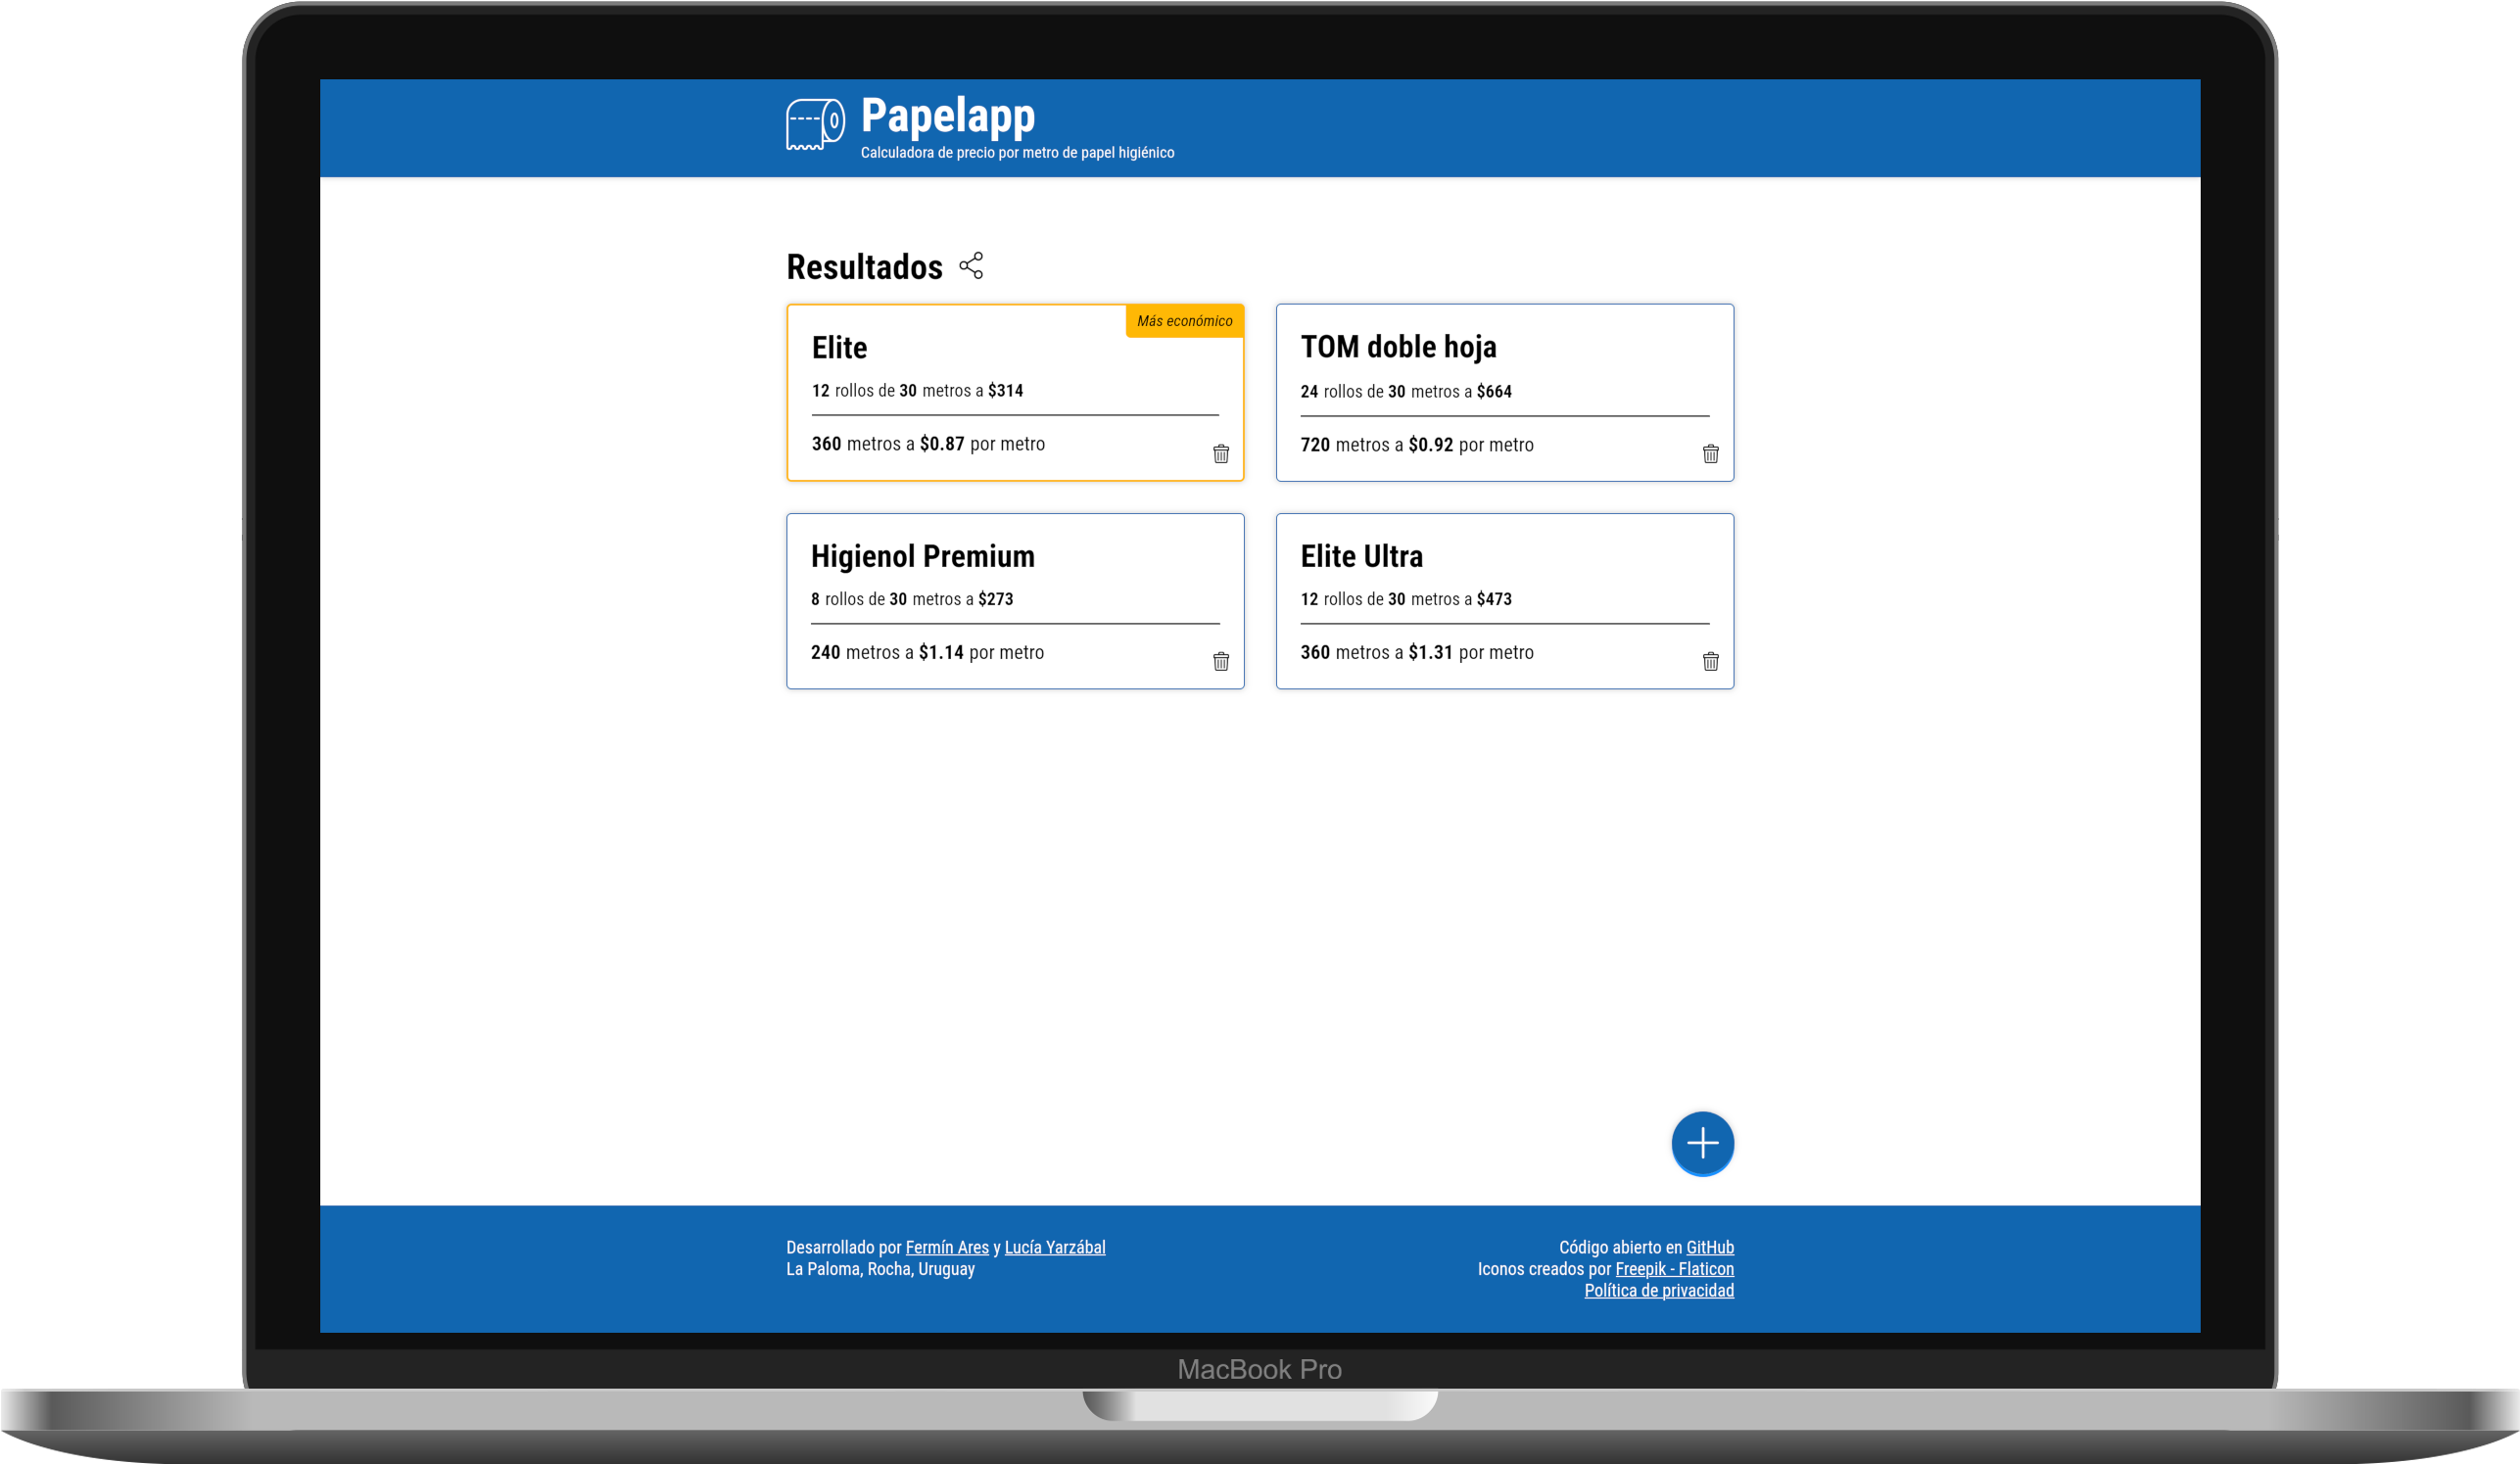 Papelapp
Calculadora de precio por metro de papel higiénico
Resultados
Más económico
Elite
12 rollos de 30 metros a $314
360 metros a $0.87 por metro
TOM doble hoja
24 rollos de 30 metros a $664
720 metros a $0.92 por metro
Higienol Premium
8 rollos de 30 metros a $273
240 metros a $1.14 por metro
Elite Ultra
12 rollos de 30 metros a $473
360 metros a $1.31 por metro
Desarrollado por Fermín Ares y Lucía Yarzábal
La Paloma, Rocha, Uruguay
Código abierto en GitHub
Iconos creados por Freepik - Flaticon
Política de privacidad
MacBook Pro